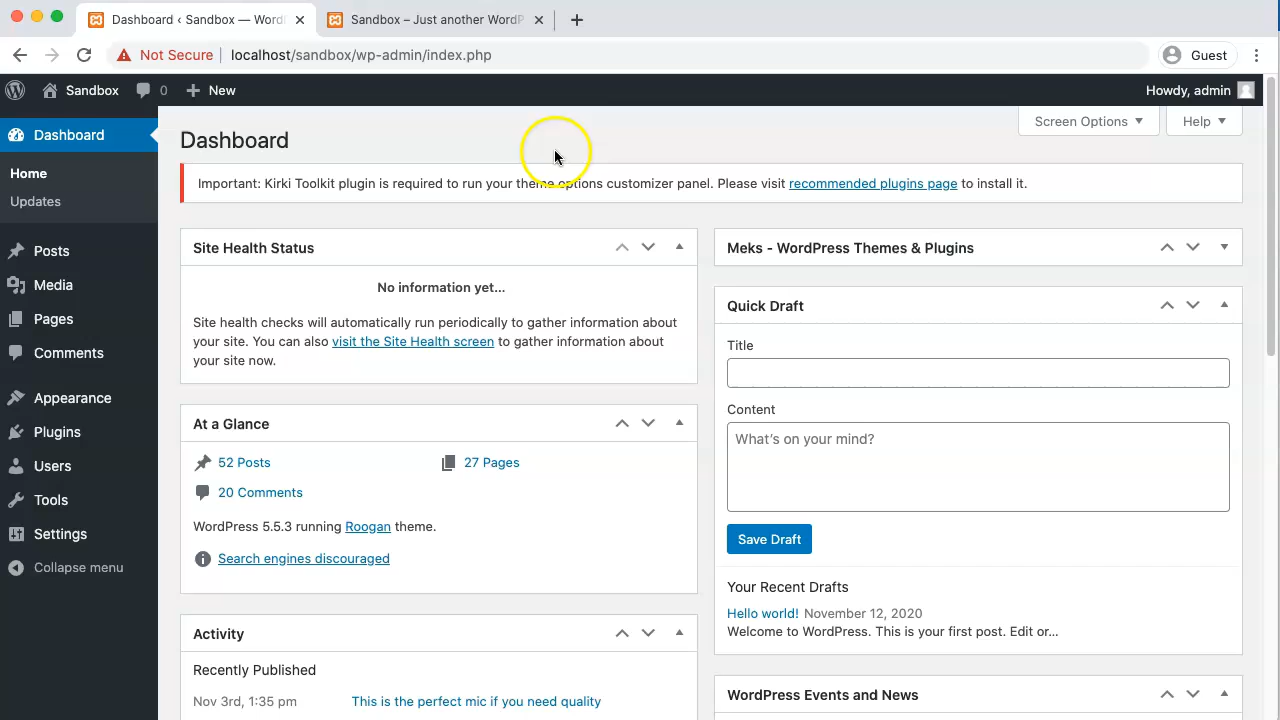 Dashboard ‹ Sandbox — Word
Sandbox – Just another WordP
Not Secure
localhost/sandbox/wp-admin/index.php
Guest
Sandbox
0
New
Howdy, admin
Dashboard
Home
Updates
Posts
Media
Pages
Comments
Appearance
Plugins
Users
Tools
Settings
Collapse menu
Screen Options
Help
Dashboard
Important: Kirki Toolkit plugin is required to run your theme options customizer panel. Please visit recommended plugins page to install it.
Site Health Status
No information yet...
Site health checks will automatically run periodically to gather information about
your site. You can also visit the Site Health screen to gather information about
your site now.
At a Glance
52 Posts
27 Pages
20 Comments
WordPress 5.5.3 running Roogan theme.
Search engines discouraged
Activity
Recently Published
Nov 3rd, 1:35 pm
This is the perfect mic if you need quality
Meks - WordPress Themes & Plugins
Quick Draft
Title
Content
What's on your mind?
Save Draft
Your Recent Drafts
Hello world! November 12, 2020
Welcome to WordPress. This is your first post. Edit or…
WordPress Events and News